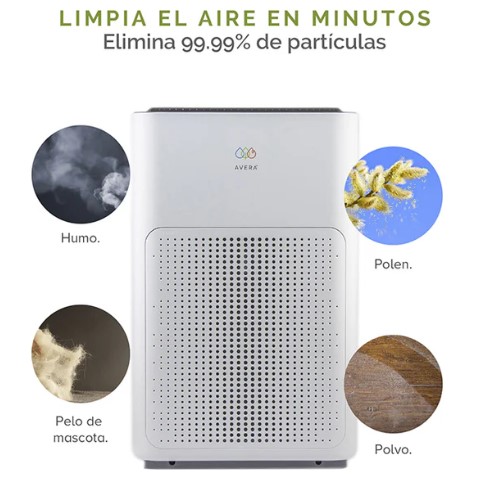 LIMPIA EL AIRE EN MINUTOS
Elimina 99.99% de partículas
AVERA
Humo.
Polen.
Pelo de
mascota.
Polvo.